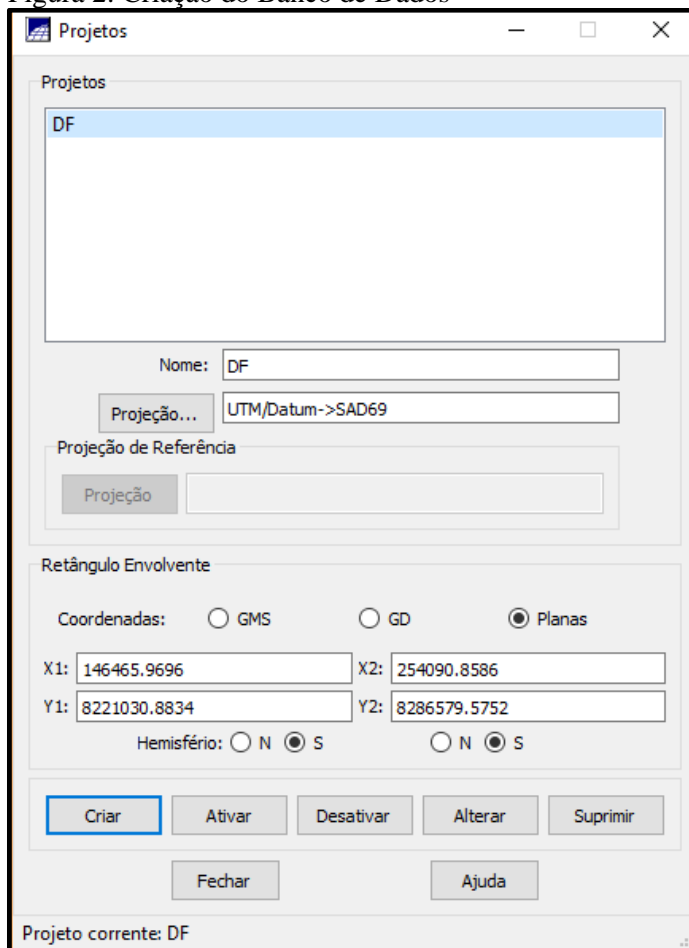 Figura 2: Criação do Banco de Dados
Projetos
Projetos
DF
Nome: DF
Projeção... UTM/Datum->SAD69
Projeção de Referência
Projeção
Retângulo Envolvente
Coordenadas: GMS GD Planas
X1: 146465.9696 X2: 254090.8586
Y1: 8221030.8834 Y2: 8286579.5752
Hemisfério: N S N S
Criar Ativar Desativar Alterar Suprimir
Fechar Ajuda
Projeto corrente: DF